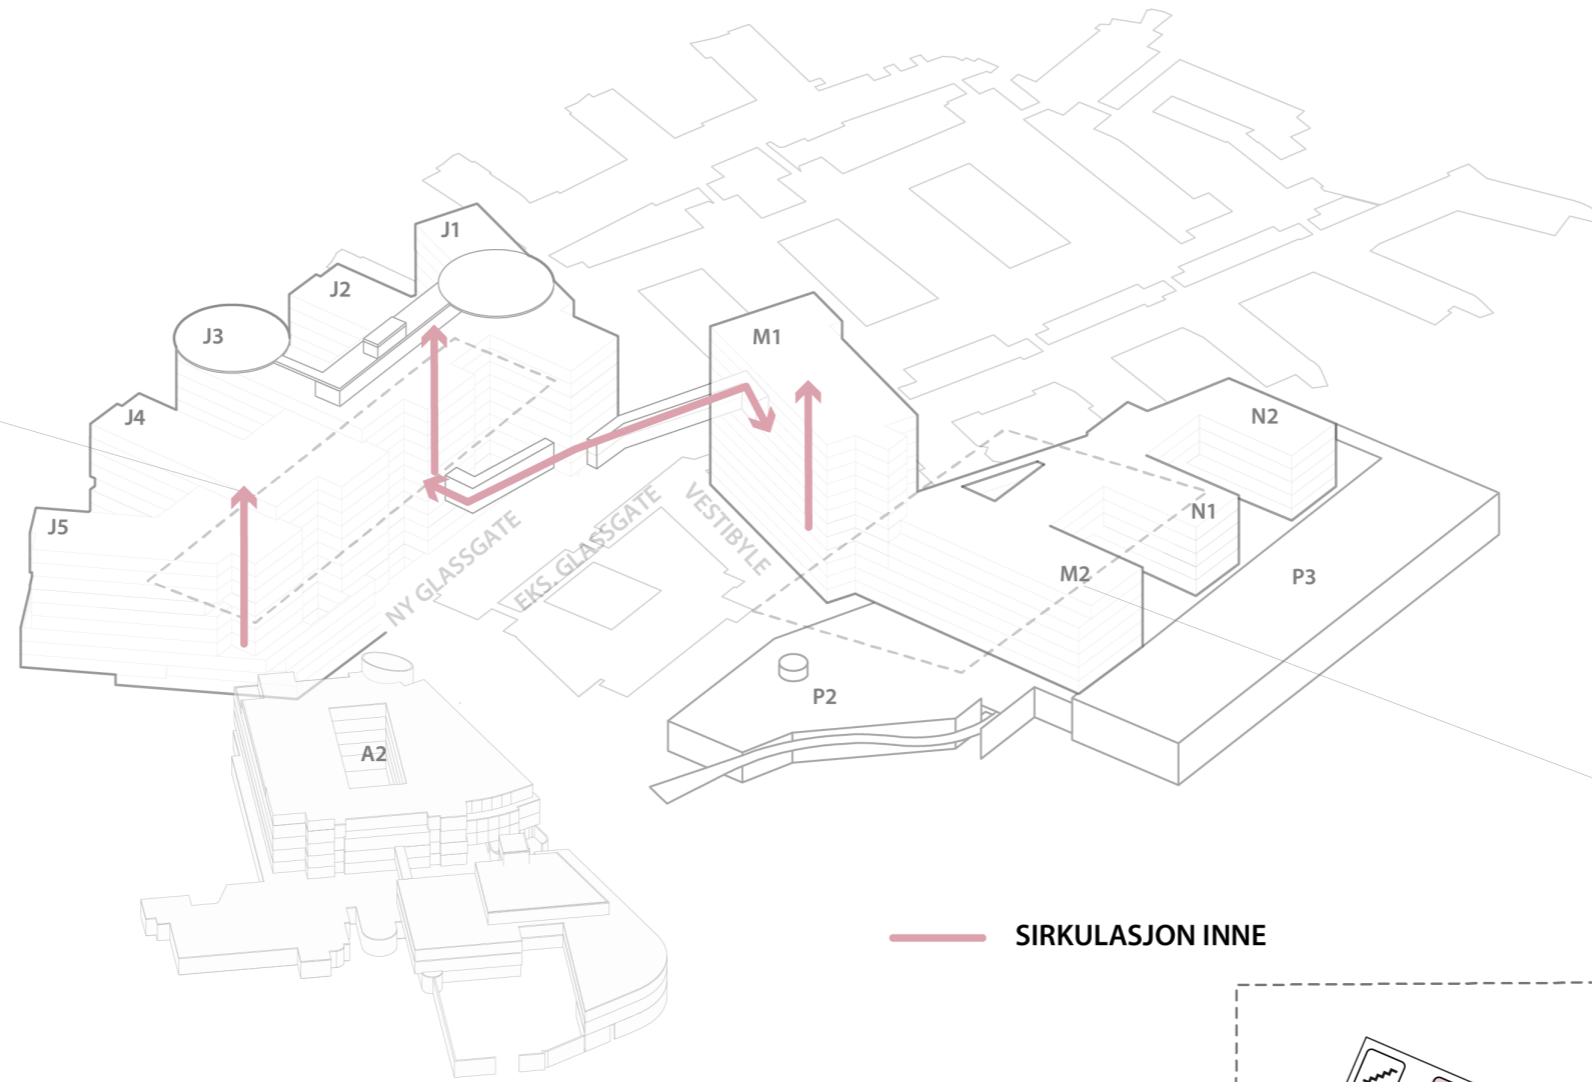 J1
J2
J3
M1
J4
N2
J5
N1
NY GLASSGATE
EKS. GLASSGATE
VESTIBYLE
M2
P3
P2
A2
SIRKULASJON INNE